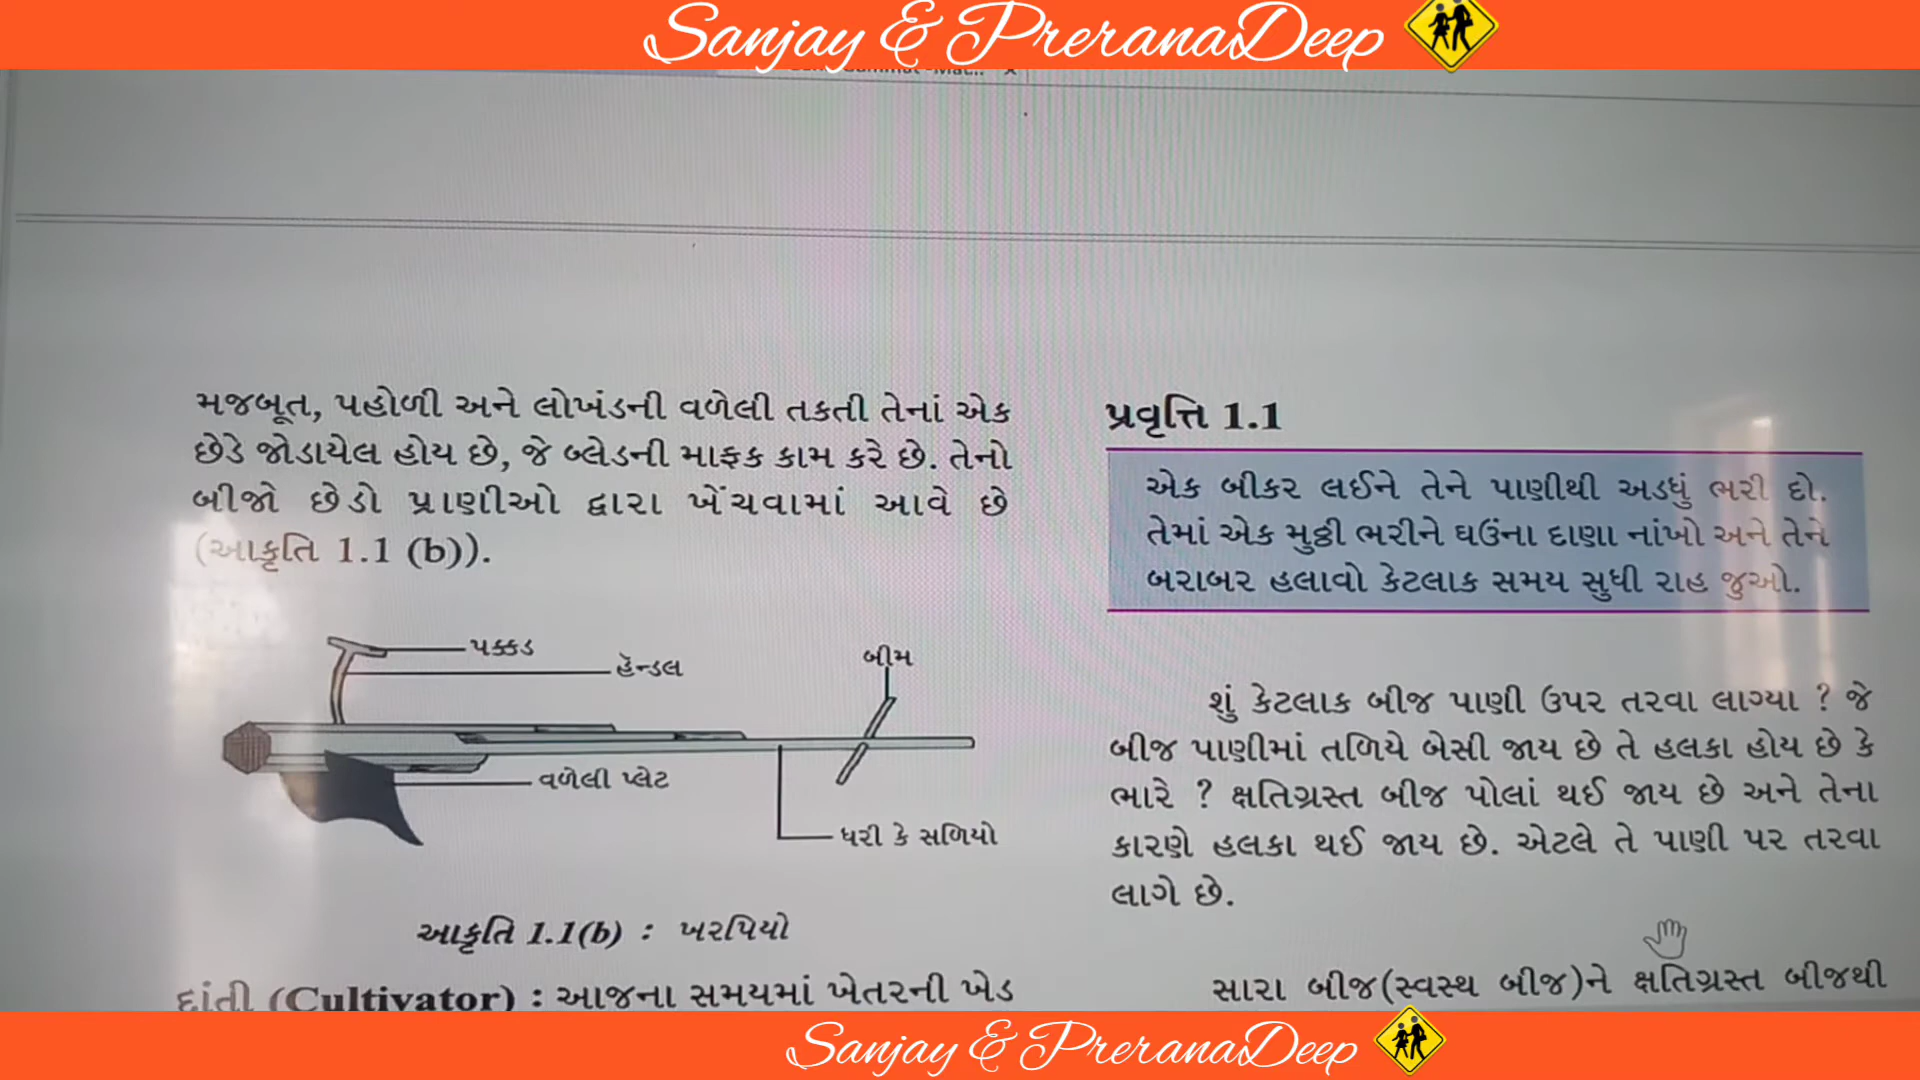 Sanjay & PreranaDeep
મજબૂત, પહોળી અને લોખંડની વળેલી તકતી તેનાં એક
છેડે જોડાયેલ હોય છે, જે બ્લેડની માફક કામ કરે છે. તેનો
બીજો છેડો પ્રાણીઓ દ્વારા ખેંચવામાં આવે છે
(આકૃતિ 1.1 (b)).
પક્કડ
હૅન્ડલ
બીમ
વળેલી પ્લેટ
ધરી કે સળિયો
આકૃતિ 1.1(b) : ખરપિયો
દાંતી (Cultivator) : આજના સમયમાં ખેતરની ખેડ
પ્રવૃત્તિ 1.1
એક બીકર લઈને તેને પાણીથી અડધું ભરી દો.
તેમાં એક મુઠ્ઠી ભરીને ઘઉંના દાણા નાંખો અને તેને
બરાબર હલાવો કેટલાક સમય સુધી રાહ જુઓ.
શું કેટલાક બીજ પાણી ઉપર તરવા લાગ્યા ? જે
બીજ પાણીમાં તળિયે બેસી જાય છે તે હલકા હોય છે કે
ભારે ? ક્ષતિગ્રસ્ત બીજ પોલાં થઈ જાય છે અને તેના
કારણે હલકા થઈ જાય છે. એટલે તે પાણી પર તરવા
લાગે છે.
સારા બીજ(સ્વસ્થ બીજ)ને ક્ષતિગ્રસ્ત બીજથી
Sanjay & PreranaDeep